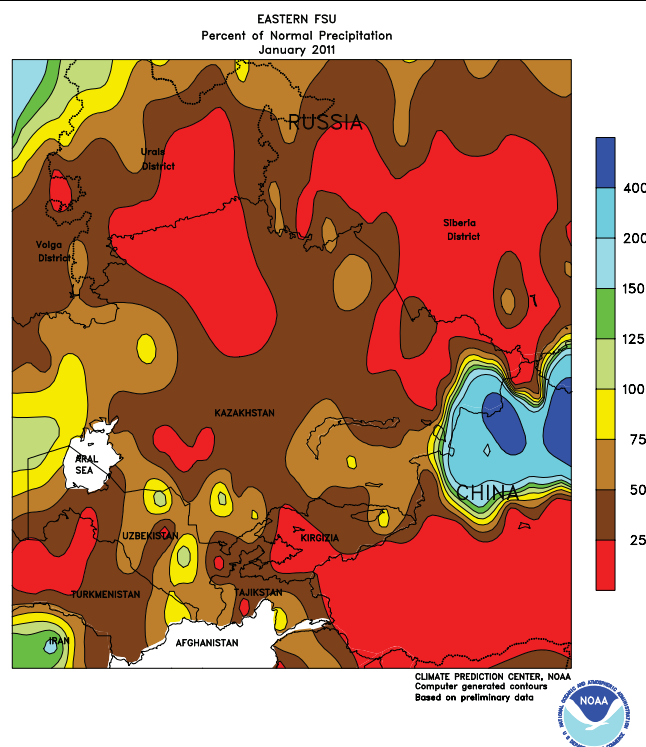 EASTERN FSU
Percent of Normal Precipitation
January 2011
RUSSIA
Urals
District
Siberia
District
Volga
District
KAZAKHSTAN
ARAL
SEA
CHINA
UZBEKISTAN
KIRGIZIA
TURKMENISTAN
TAJIKSTAN
IRAN
AFGHANISTAN
400
200
150
125
100
75
50
25
CLIMATE PREDICTION CENTER, NOAA
Computer generated contours
Based on preliminary data
NOAA